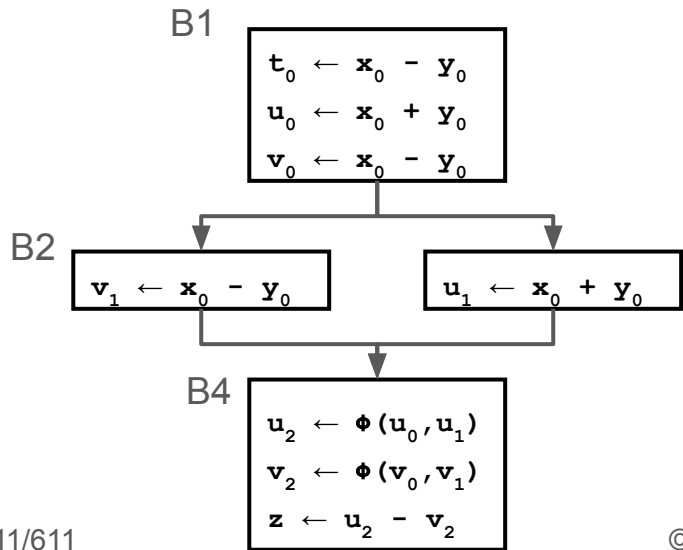 B1
t₀ ← x₀ - y₀
u₀ ← x₀ + y₀
v₀ ← x₀ - y₀
B2
v₁ ← x₀ - y₀
u₁ ← x₀ + y₀
B4
u₂ ← Φ(u₀,u₁)
v₂ ← Φ(v₀,v₁)
z ← u₂ - v₂
11/611
©